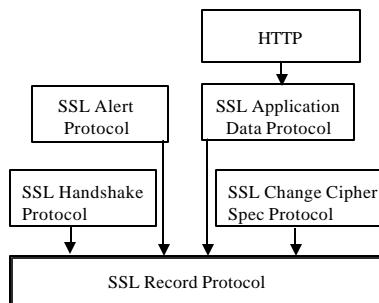 HTTP
SSL Alert
Protocol
SSL Application
Data Protocol
SSL Handshake
Protocol
SSL Change Cipher
Spec Protocol
SSL Record Protocol